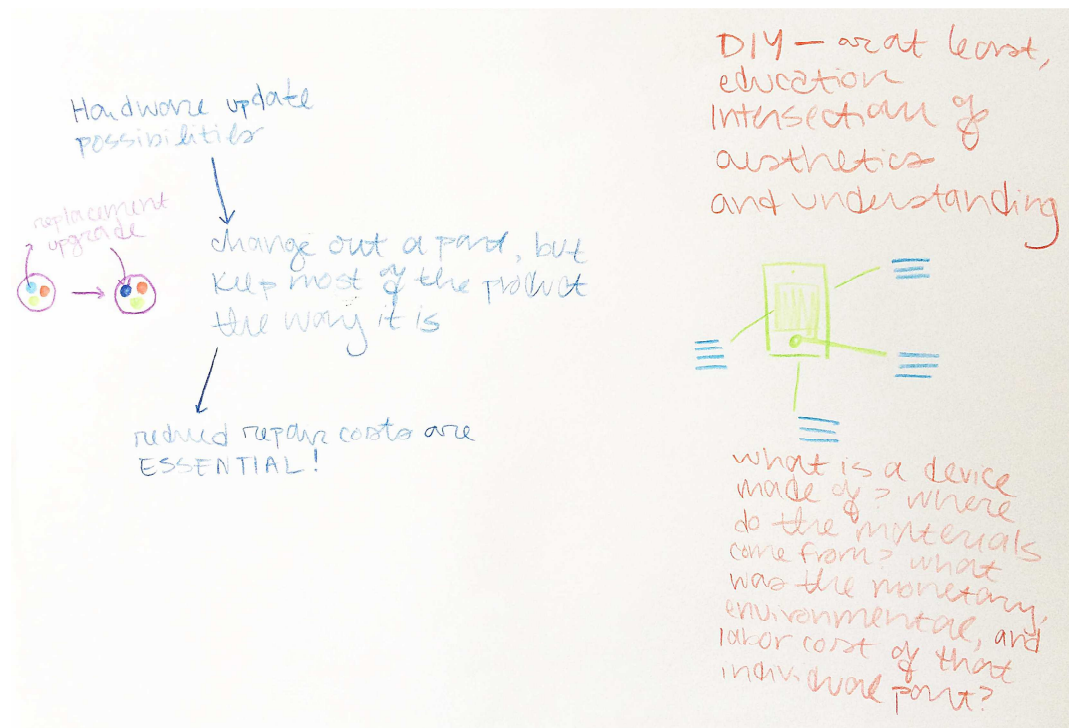 Hardware update
possibilities
replacement
upgrade
change out a part, but
keep most of the product
the way it is
reduced repair costs are
ESSENTIAL!
DIY – or at least,
education
Intersection of
aesthetics
and understanding
what is a device
made of? where
do the materials
come from? what
was the monetary,
environmental, and
labor cost of that
individual part?